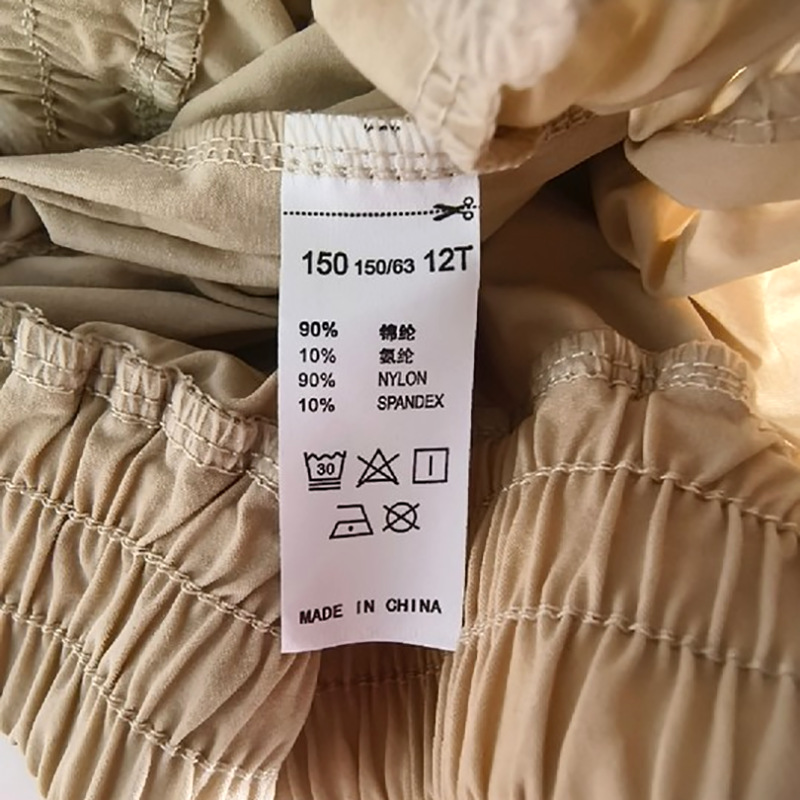 150 150/63 12T
90% 锦纶
10% 氨纶
90% NYLON
10% SPANDEX
30
MADE IN CHINA